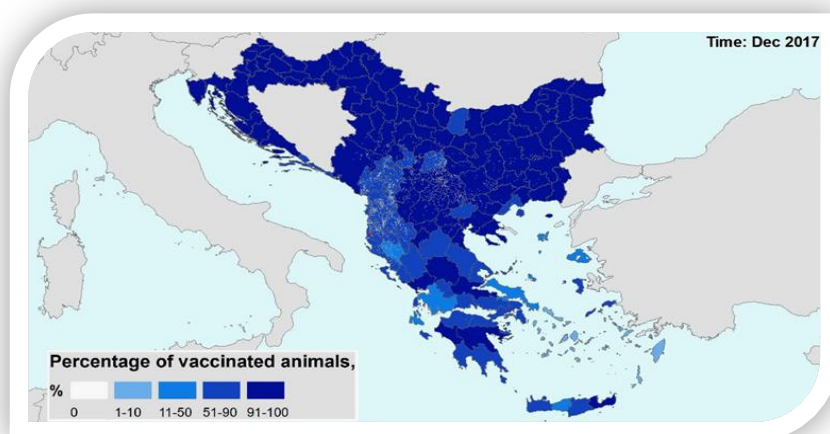 Time: Dec 2017
Percentage of vaccinated animals,
%
0 1-10 11-50 51-90 91-100